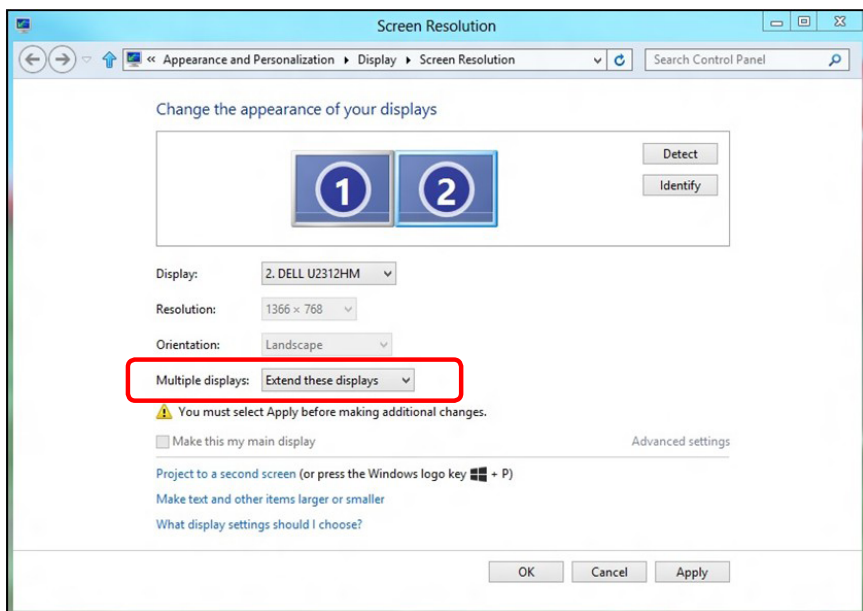 Screen Resolution
« Appearance and Personalization ▸ Display ▸ Screen Resolution
Search Control Panel
Change the appearance of your displays
1
2
Detect
Identify
Display: 2. DELL U2312HM
Resolution: 1366 × 768
Orientation: Landscape
Multiple displays: Extend these displays
You must select Apply before making additional changes.
Make this my main display
Advanced settings
Project to a second screen (or press the Windows logo key + P)
Make text and other items larger or smaller
What display settings should I choose?
OK
Cancel
Apply